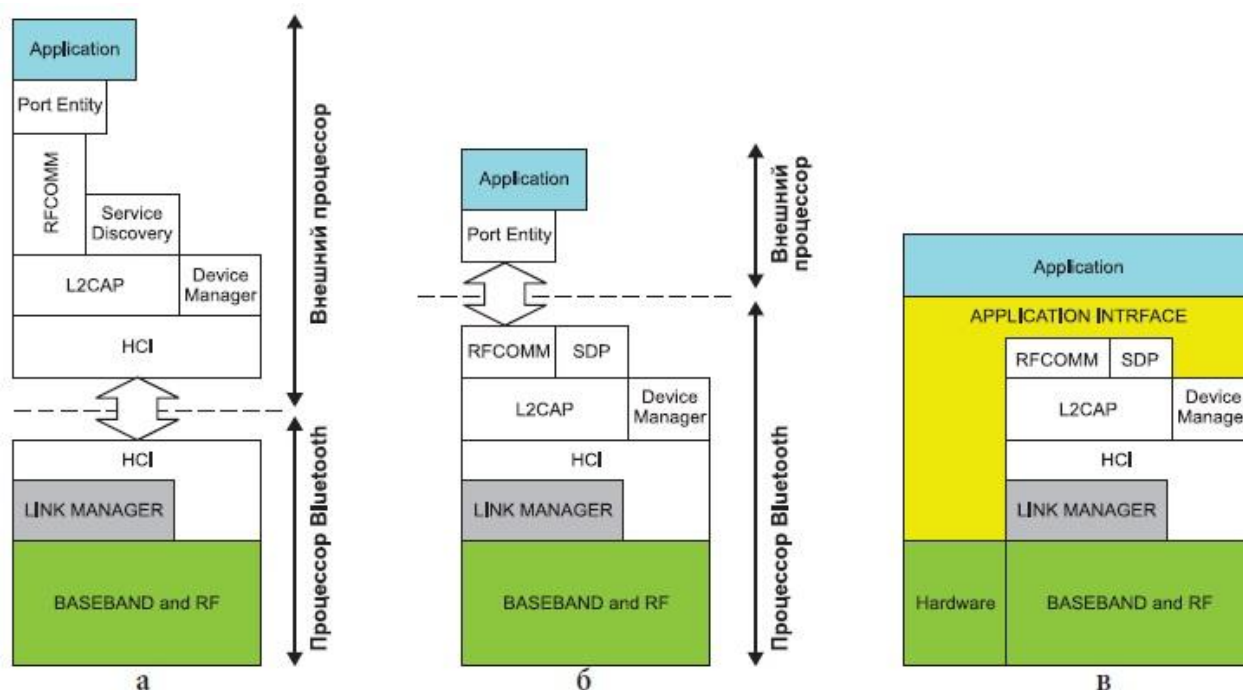 Application
Port Entity
RFCOMM
Service
Discovery
L2CAP
Device
Manager
HCI
HCI
LINK MANAGER
BASEBAND and RF
Внешний процессор
Процессор Bluetooth
а
Application
Port Entity
RFCOMM
SDP
L2CAP
Device
Manager
HCI
LINK MANAGER
BASEBAND and RF
Внешний
процессор
Процессор Bluetooth
б
Application
APPLICATION INTRFACE
RFCOMM
SDP
L2CAP
Device
Manage
HCI
LINK MANAGER
Hardware
BASEBAND and RF
в